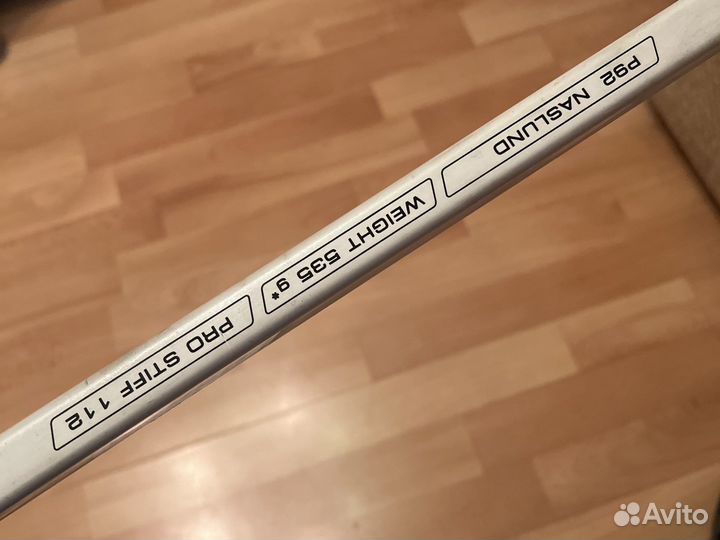 P92 NASLUND
WEIGHT 535 g*
PRO STIFF 112
Avito